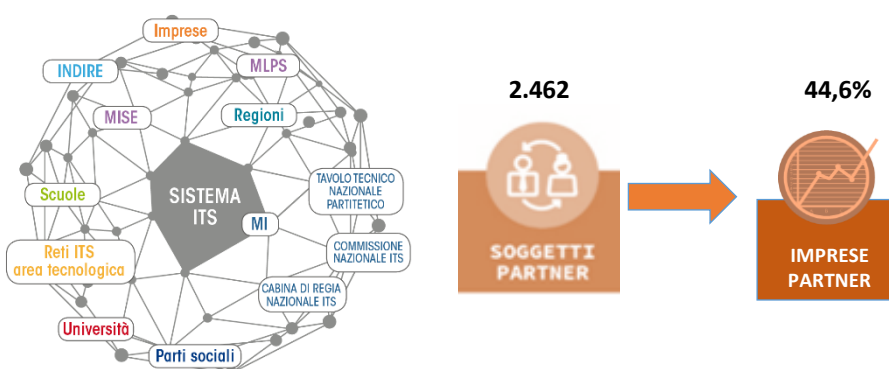 Imprese
INDIRE
MLPS
MISE
Regioni
Scuole
SISTEMA
ITS
TAVOLO TECNICO
NAZIONALE
PARTITETICO
MI
Reti ITS
area tecnologica
COMMISSIONE
NAZIONALE ITS
CABINA DI REGIA
NAZIONALE ITS
Università
Parti sociali
2.462
SOGGETTI
PARTNER
44,6%
IMPRESE
PARTNER